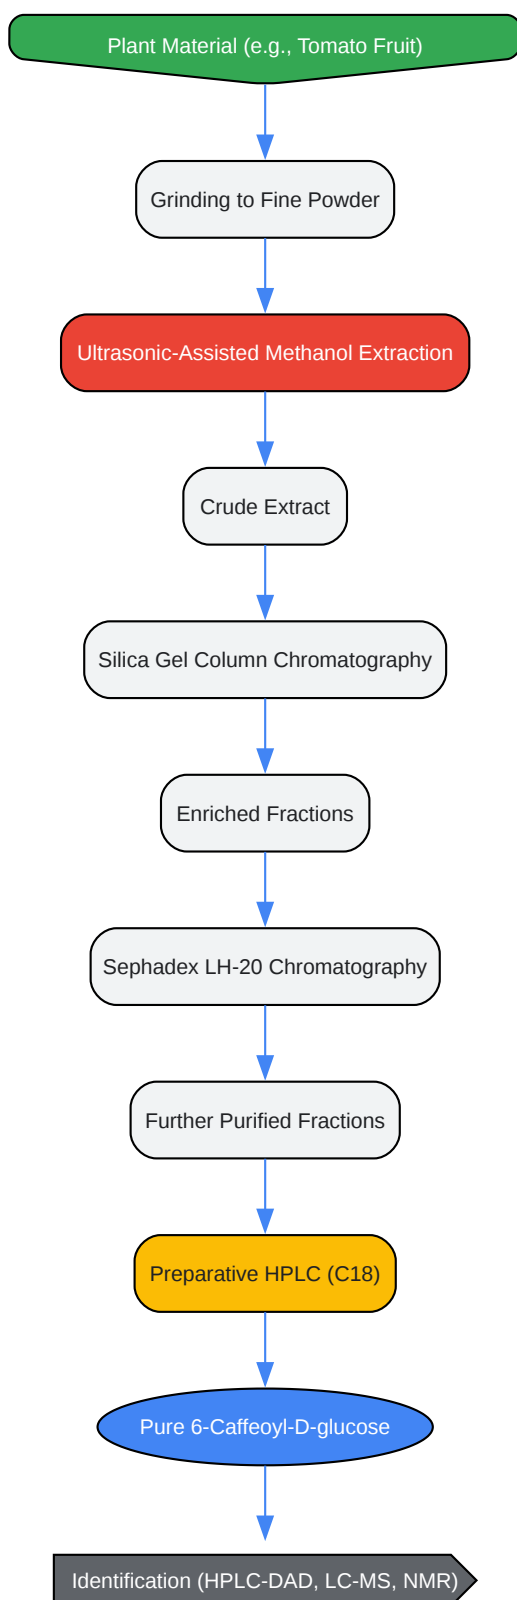 Plant Material (e.g., Tomato Fruit)
Grinding to Fine Powder
Ultrasonic-Assisted Methanol Extraction
Crude Extract
Silica Gel Column Chromatography
Enriched Fractions
Sephadex LH-20 Chromatography
Further Purified Fractions
Preparative HPLC (C18)
Pure 6-Caffeoyl-D-glucose
Identification (HPLC-DAD, LC-MS, NMR)